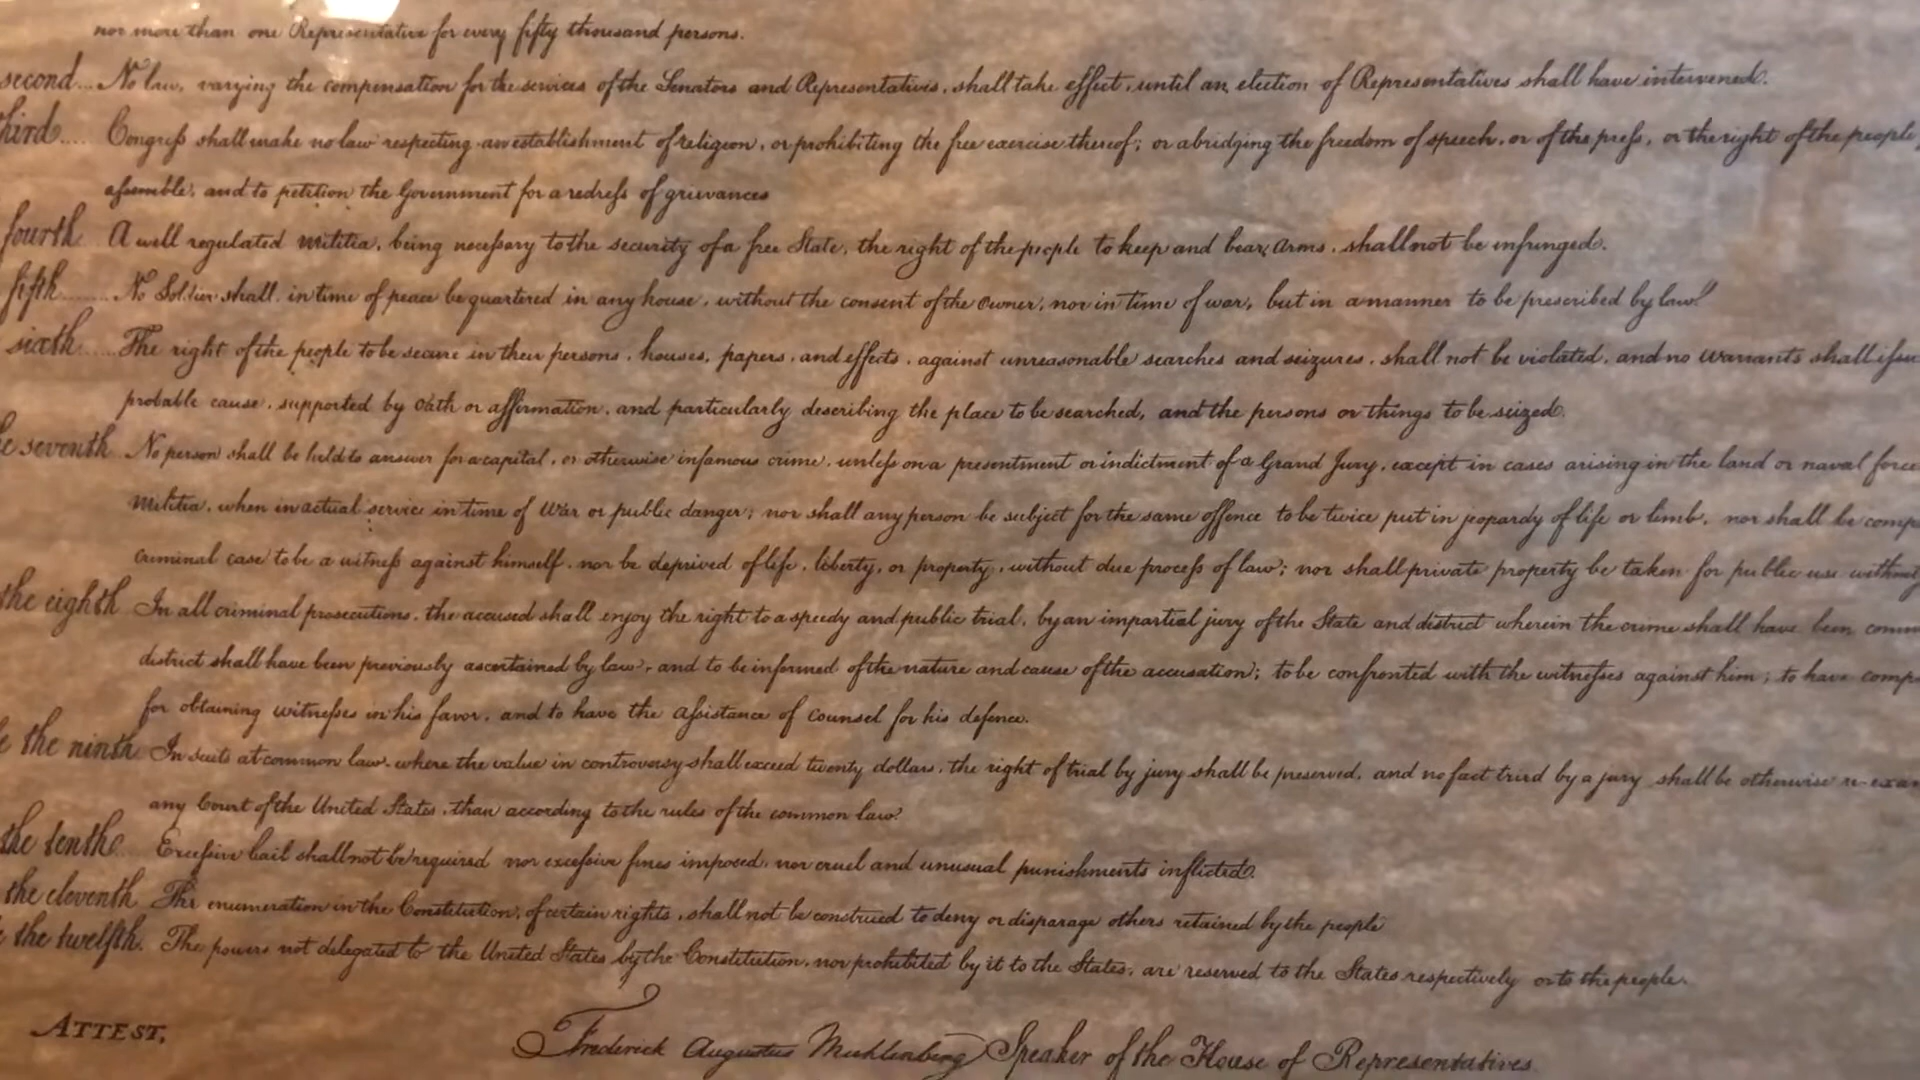 nor more than one Representative for every fifty thousand persons.
second... No law, varying the compensation for the services of the Senators and Representatives, shall take effect, until an election of Representatives shall have intervened.
hird..... Congress shall make no law respecting an establishment of religion, or prohibiting the free exercise thereof; or abridging the freedom of speech, or of the press, or the right of the people
assemble, and to petition the Government for a redress of grievances
fourth A well regulated militia, being necessary to the security of a free State, the right of the people to keep and bear arms, shall not be infringed.
fifth........ No Soldier shall, in time of peace be quartered in any house, without the consent of the owner, nor in time of war, but in a manner to be prescribed by law.
sixth..... The right of the people to be secure in their persons, houses, papers, and effects, against unreasonable searches and seizures, shall not be violated, and no warrants shall issu
probable cause, supported by oath or affirmation, and particularly describing the place to be searched, and the persons or things to be seized.
e seventh No person shall be held to answer for a capital, or otherwise infamous crime, unless on a presentment or indictment of a Grand Jury, except in cases arising in the land or naval force
Militia, when in actual service in time of War or public danger; nor shall any person be subject for the same offence to be twice put in jeopardy of life or limb, nor shall be comp
criminal case to be a witness against himself, nor be deprived of life, liberty, or property, without due process of law; nor shall private property be taken for public use without
the eighth In all criminal prosecutions, the accused shall enjoy the right to a speedy and public trial, by an impartial jury of the State and district wherein the crime shall have been comm
district shall have been previously ascertained by law, and to be informed of the nature and cause of the accusation; to be confronted with the witnesses against him; to have comp
for obtaining witnesses in his favor, and to have the assistance of counsel for his defence.
e the ninth In suits at common law, where the value in controversy shall exceed twenty dollars, the right of trial by jury shall be preserved, and no fact tried by a jury shall be otherwise re-exam
any Court of the United States, than according to the rules of the common law.
the tenth Excessive bail shall not be required nor excessive fines imposed, nor cruel and unusual punishments inflicted.
the eleventh The enumeration in the Constitution, of certain rights, shall not be construed to deny or disparage others retained by the people
e the twelfth. The powers not delegated to the United States by the Constitution, nor prohibited by it to the States, are reserved to the States respectively or to the people.
ATTEST,
Frederick Augustus Muhlenberg Speaker of the House of Representatives